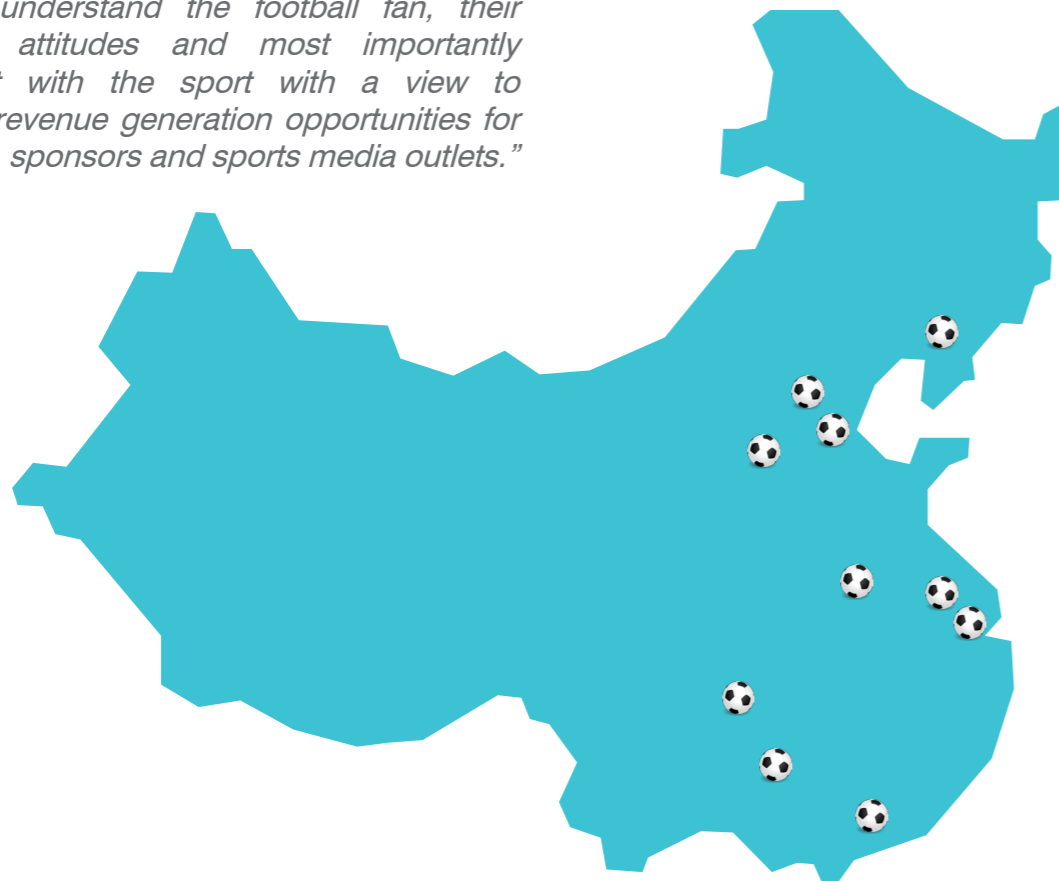 understand the football fan, their
attitudes and most importantly
with the sport with a view to
revenue generation opportunities for
sponsors and sports media outlets.”